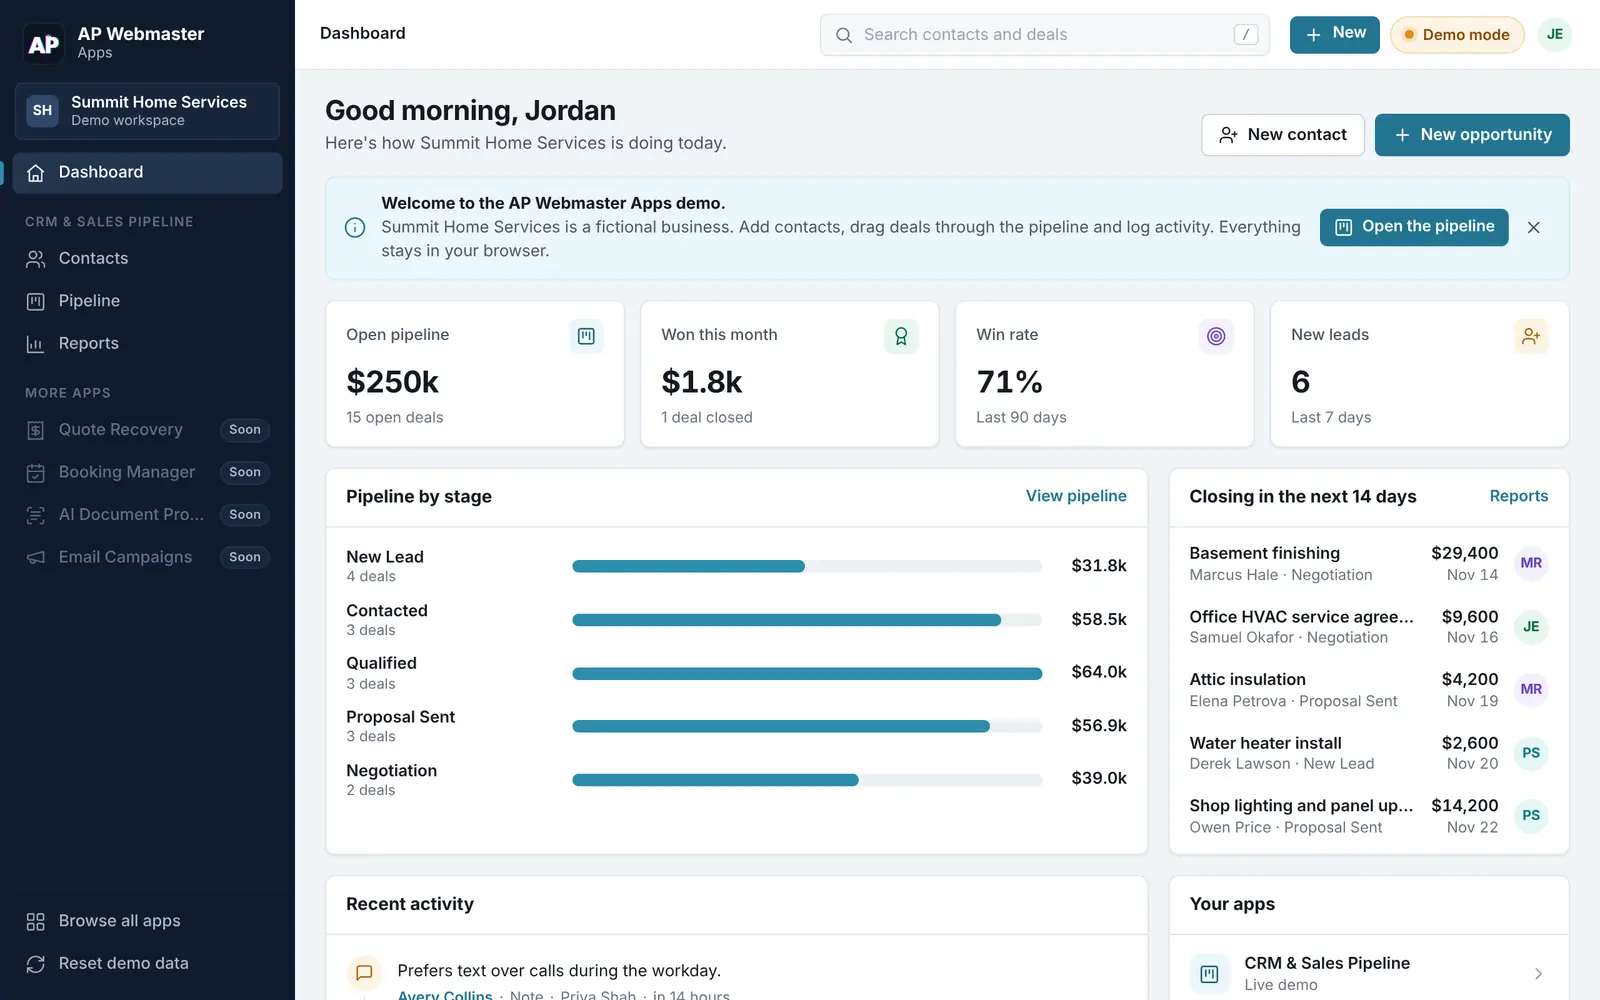 AP
AP Webmaster
Apps
SH
Summit Home Services
Demo workspace
Dashboard
CRM & SALES PIPELINE
Contacts
Pipeline
Reports
MORE APPS
Quote Recovery
Soon
Booking Manager
Soon
AI Document Pro...
Soon
Email Campaigns
Soon
Browse all apps
Reset demo data
Dashboard
Search contacts and deals
/
New
Demo mode
JE
Good morning, Jordan
Here's how Summit Home Services is doing today.
New contact
New opportunity
Welcome to the AP Webmaster Apps demo.
Summit Home Services is a fictional business. Add contacts, drag deals through the pipeline and log activity. Everything
stays in your browser.
Open the pipeline
Open pipeline
$250k
15 open deals
Won this month
$1.8k
1 deal closed
Win rate
71%
Last 90 days
New leads
6
Last 7 days
Pipeline by stage
View pipeline
New Lead
4 deals
$31.8k
Contacted
3 deals
$58.5k
Qualified
3 deals
$64.0k
Proposal Sent
3 deals
$56.9k
Negotiation
2 deals
$39.0k
Closing in the next 14 days
Reports
Basement finishing
$29,400
Marcus Hale · Negotiation
Nov 14
MR
Office HVAC service agree...
$9,600
Samuel Okafor · Negotiation
Nov 16
JE
Attic insulation
$4,200
Elena Petrova · Proposal Sent
Nov 19
MR
Water heater install
$2,600
Derek Lawson · New Lead
Nov 20
PS
Shop lighting and panel up...
$14,200
Owen Price · Proposal Sent
Nov 22
PS
Recent activity
Prefers text over calls during the workday.
Avery Collins · Note · Priya Shah · in 14 hours
Your apps
CRM & Sales Pipeline
Live demo